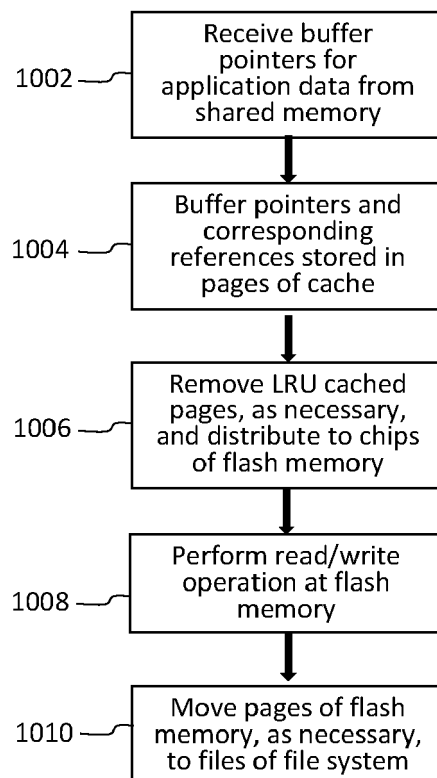 1002
Receive buffer
pointers for
application data from
shared memory
1004
Buffer pointers and
corresponding
references stored in
pages of cache
1006
Remove LRU cached
pages, as necessary,
and distribute to chips
of flash memory
1008
Perform read/write
operation at flash
memory
1010
Move pages of flash
memory, as necessary,
to files of file system